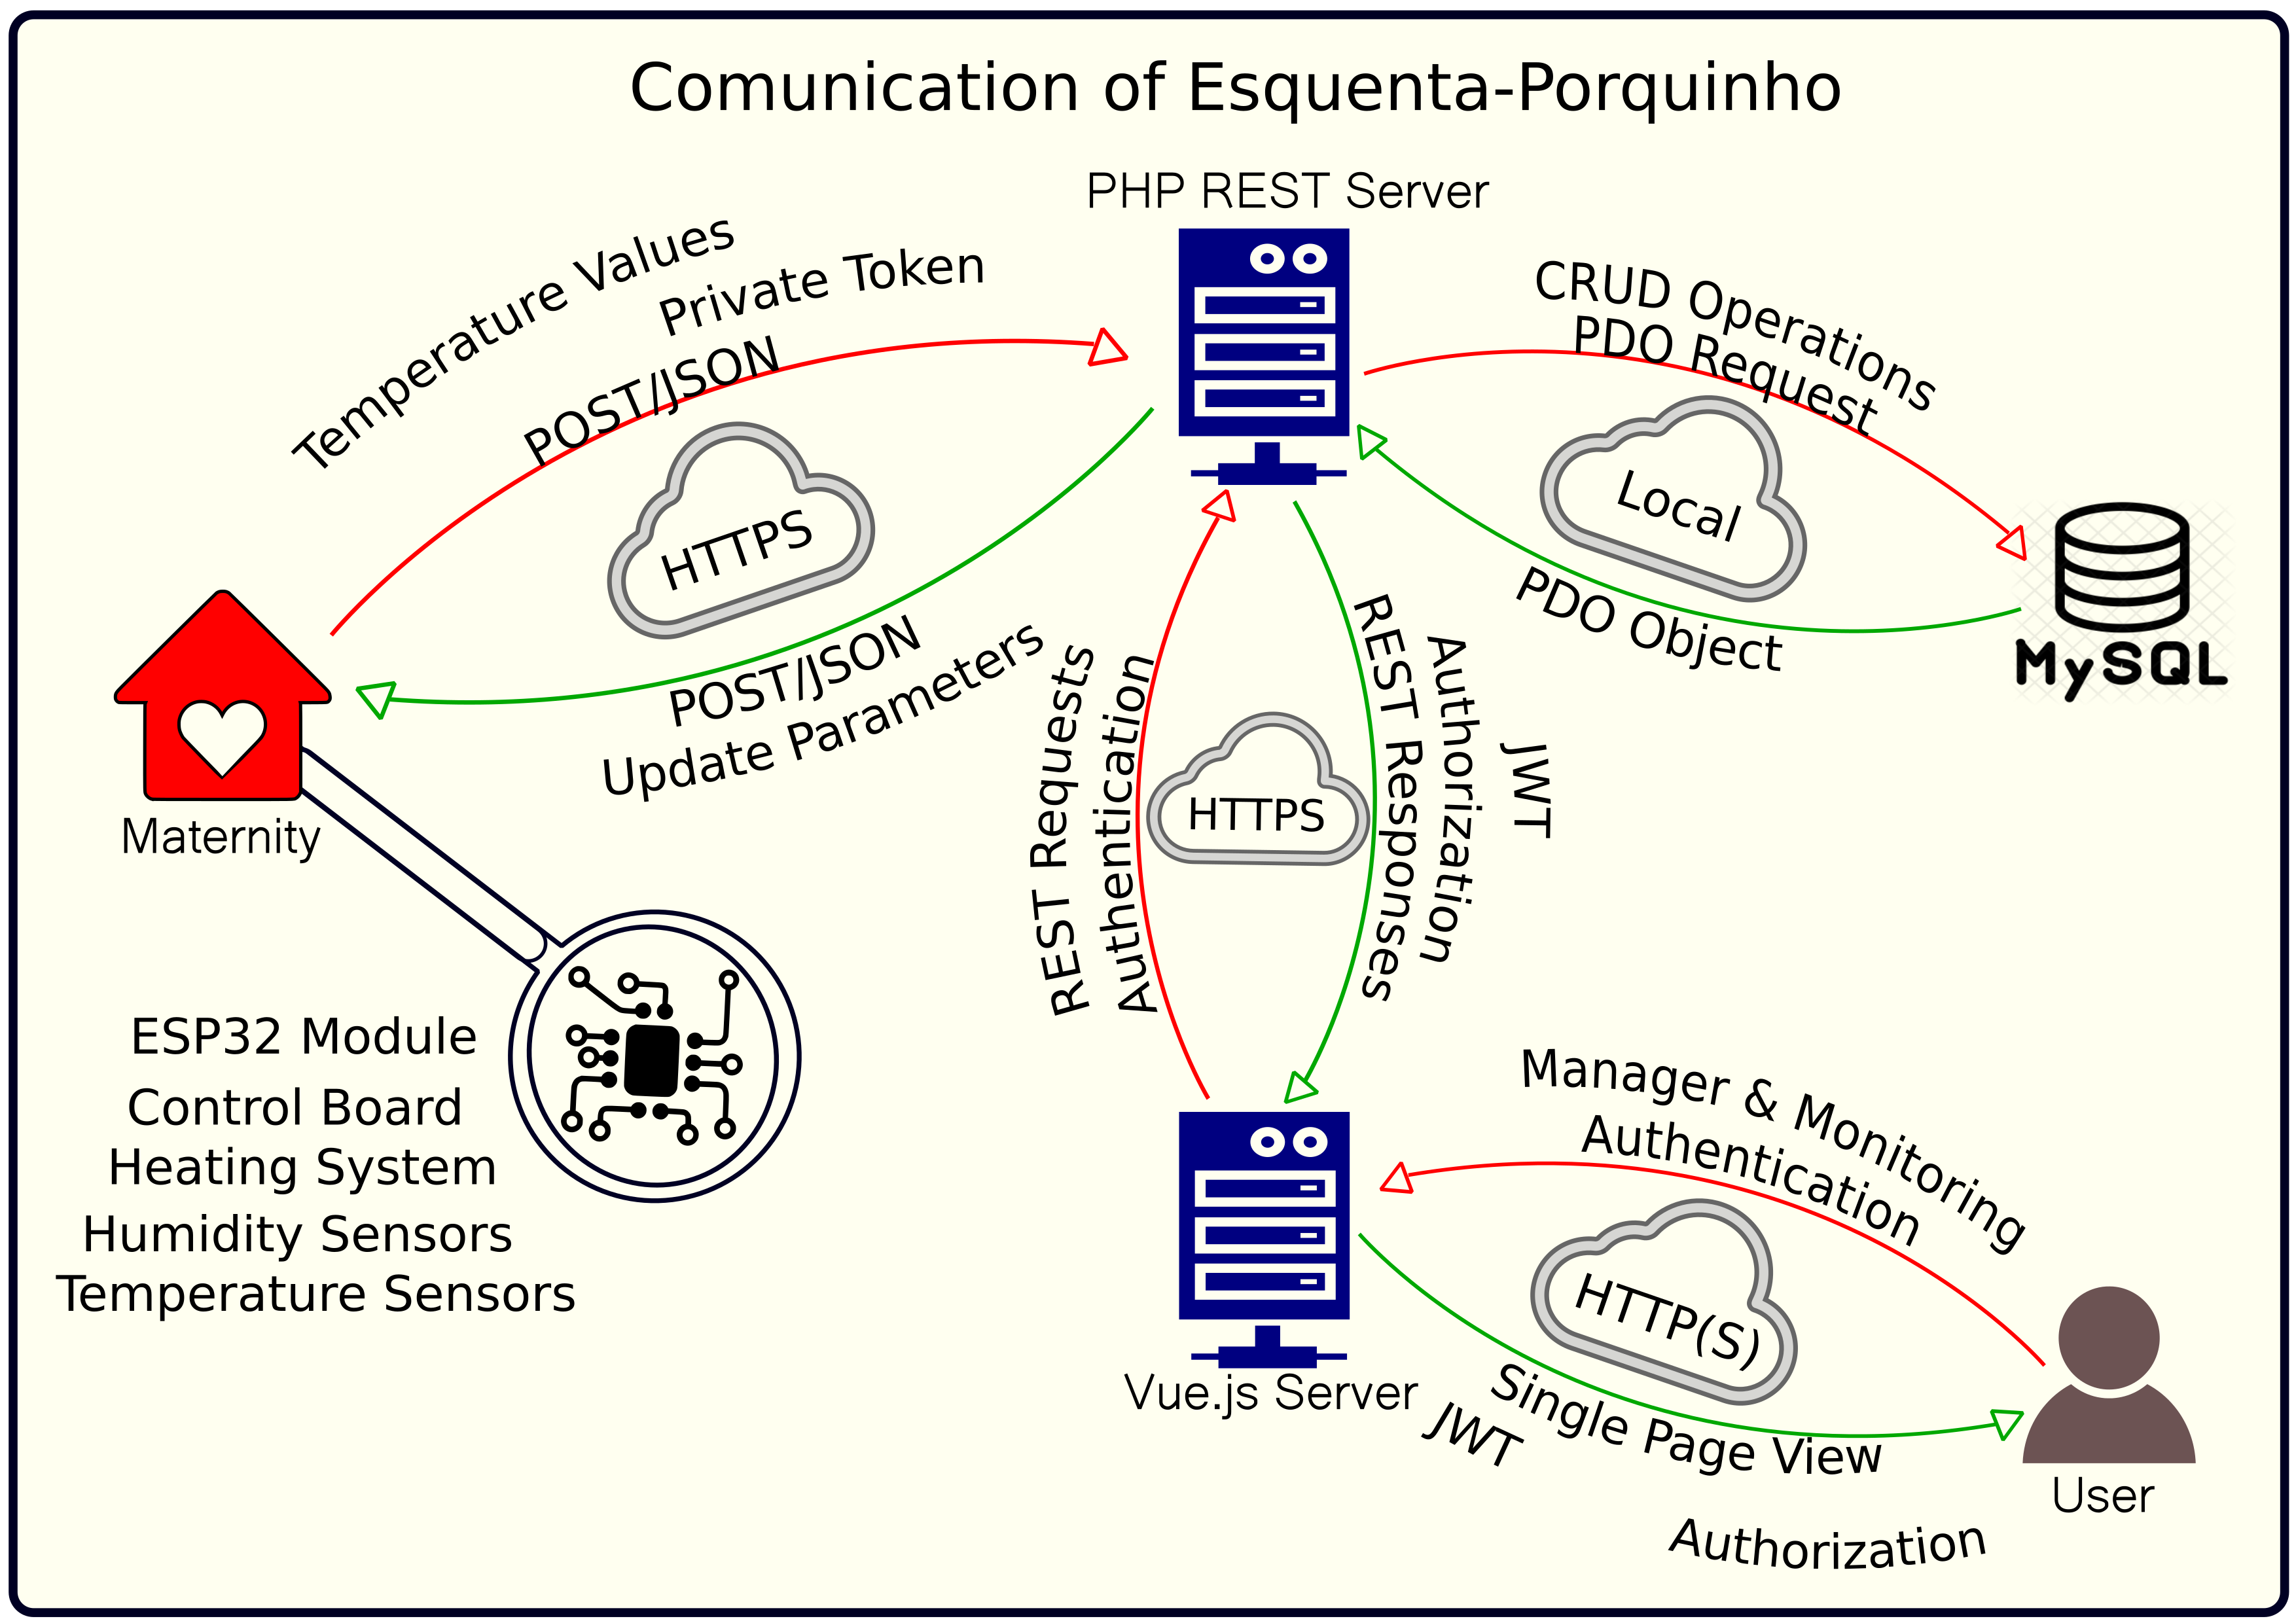 Comunication of Esquenta-Porquinho
PHP REST Server
Temperature Values
Private Token
POST/JSON
HTTPS
POST/JSON
Update Parameters
CRUD Operations
PDO Request
Local
PDO Object
MySQL
Maternity
REST Requests
Authentication
HTTPS
REST Responses
Authorization
JWT
ESP32 Module
Control Board
Heating System
Humidity Sensors
Temperature Sensors
Manager & Monitoring
Authentication
HTTP(S)
Vue.js Server
Single Page View
JWT
User
Authorization